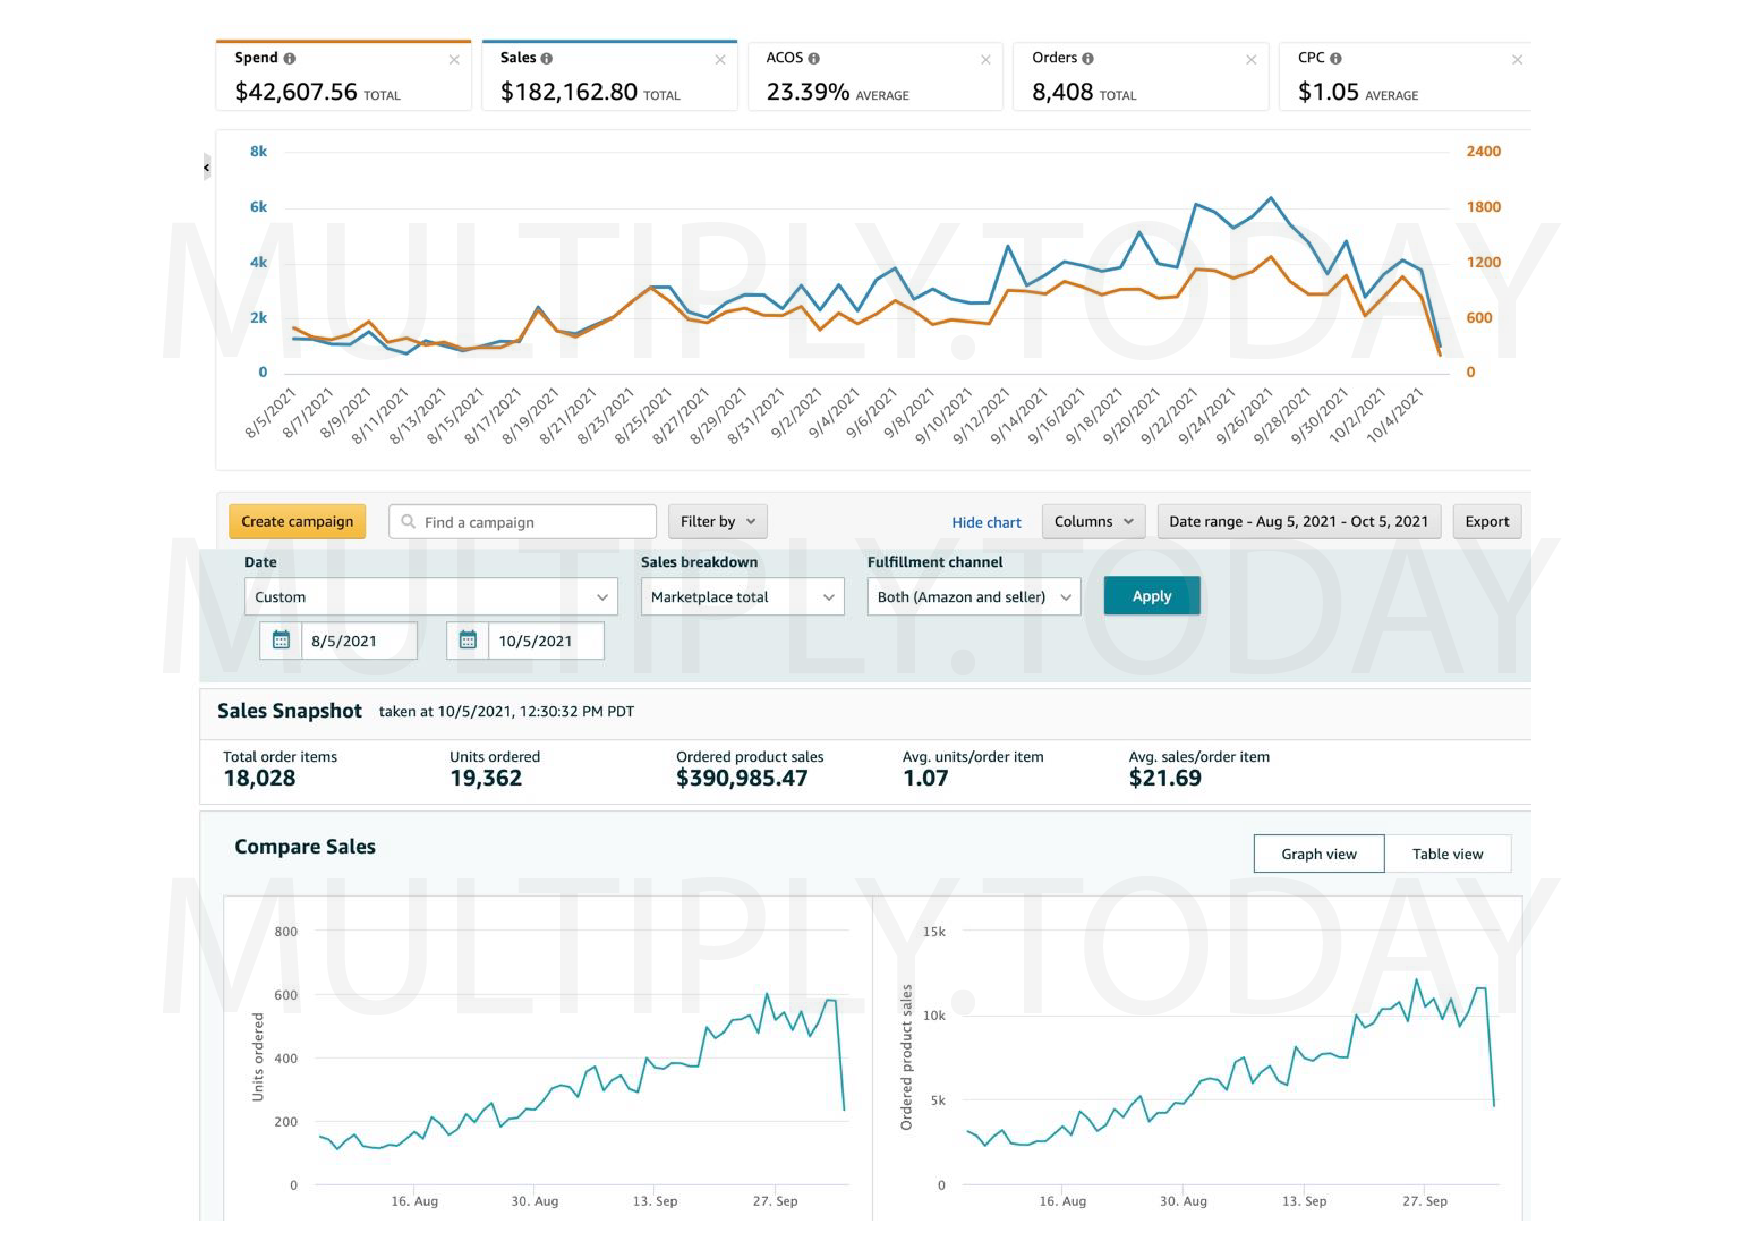 Spend Sales ACOS Orders CPC
$42,607.56 TOTAL $182,162.80 TOTAL 23.39% AVERAGE 8,408 TOTAL $1.05 AVERAGE
8k 2400
6k 1800
4k 1200
2k 600
0 0
8/5/2021 8/7/2021 8/9/2021 8/11/2021 8/13/2021 8/15/2021 8/17/2021 8/19/2021 8/21/2021 8/23/2021 8/25/2021 8/27/2021 8/29/2021 8/31/2021 9/2/2021 9/4/2021 9/6/2021 9/8/2021 9/10/2021 9/12/2021 9/14/2021 9/16/2021 9/18/2021 9/20/2021 9/22/2021 9/24/2021 9/26/2021 9/28/2021 9/30/2021 10/2/2021 10/4/2021
MULTIPLY.TODAY
Create campaign Find a campaign Filter by Hide chart Columns Date range - Aug 5, 2021 - Oct 5, 2021 Export
Date Sales breakdown Fulfillment channel
Custom Marketplace total Both (Amazon and seller) Apply
8/5/2021 10/5/2021
MULTIPLY.TODAY
Sales Snapshot taken at 10/5/2021, 12:30:32 PM PDT
Total order items Units ordered Ordered product sales Avg. units/order item Avg. sales/order item
18,028 19,362 $390,985.47 1.07 $21.69
Compare Sales
Graph view Table view
MULTIPLY.TODAY
Units ordered
800
600
400
200
0
16. Aug 30. Aug 13. Sep 27. Sep
Ordered product sales
15k
10k
5k
0
16. Aug 30. Aug 13. Sep 27. Sep